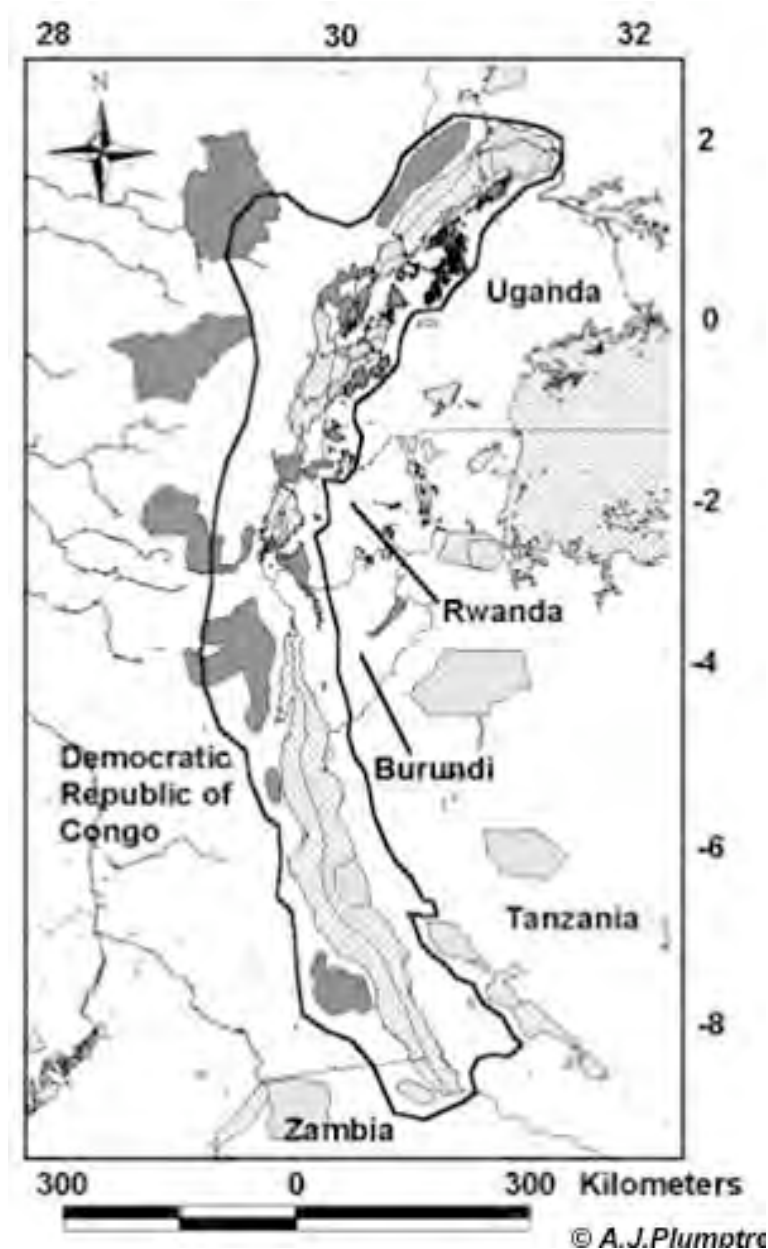 28 30 32
N
2
Uganda
0
-2
Rwanda
-4
Democratic
Republic of
Congo
Burundi
-6
Tanzania
-8
Zambia
300 0 300 Kilometers
© A.J.Plumptre